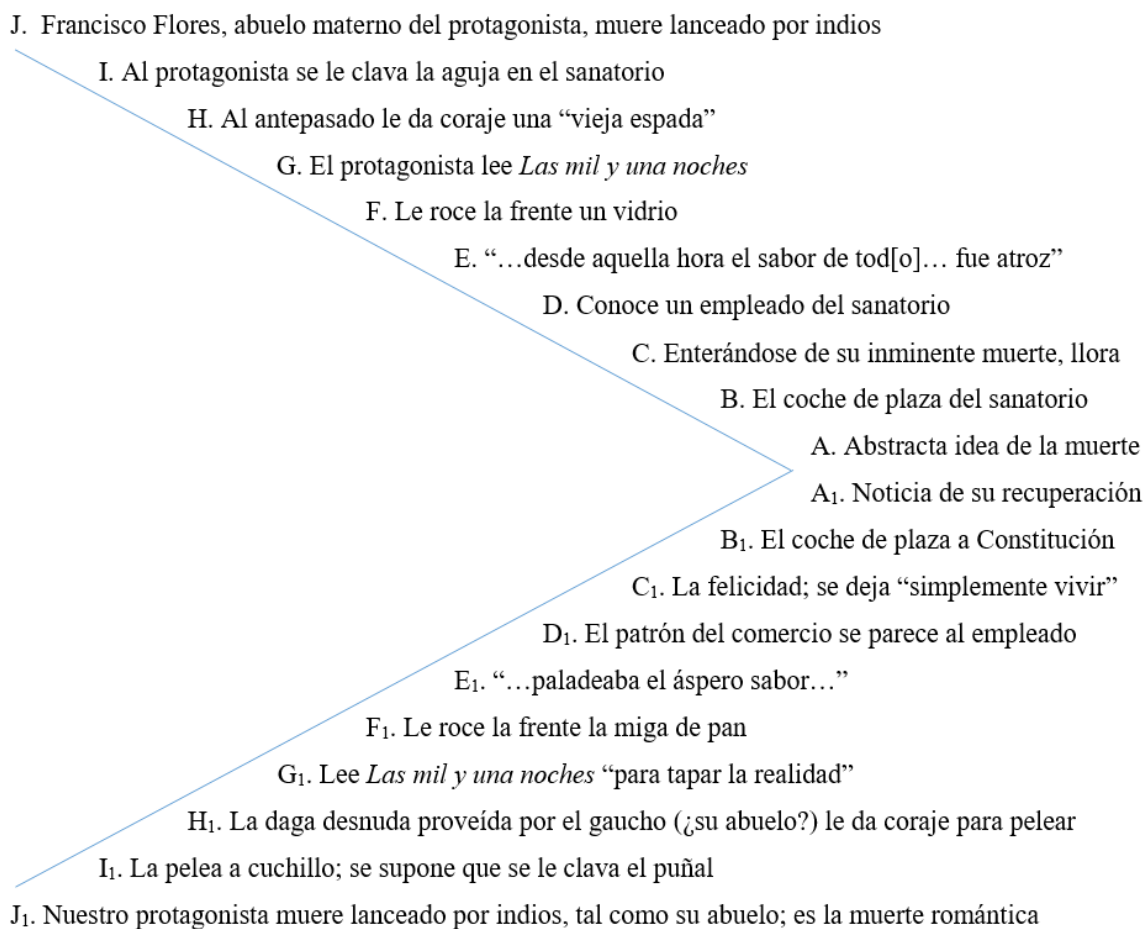 J. Francisco Flores, abuelo materno del protagonista, muere lanceado por indios
I. Al protagonista se le clava la aguja en el sanatorio
H. Al antepasado le da coraje una “vieja espada”
G. El protagonista lee Las mil y una noches
F. Le roce la frente un vidrio
E. “…desde aquella hora el sabor de tod[o]… fue atroz”
D. Conoce un empleado del sanatorio
C. Enterándose de su inminente muerte, llora
B. El coche de plaza del sanatorio
A. Abstracta idea de la muerte
A₁. Noticia de su recuperación
B₁. El coche de plaza a Constitución
C₁. La felicidad; se deja “simplemente vivir”
D₁. El patrón del comercio se parece al empleado
E₁. “…paladeaba el áspero sabor…”
F₁. Le roce la frente la miga de pan
G₁. Lee Las mil y una noches “para tapar la realidad”
H₁. La daga desnuda proveída por el gaucho (¿su abuelo?) le da coraje para pelear
I₁. La pelea a cuchillo; se supone que se le clava el puñal
J₁. Nuestro protagonista muere lanceado por indios, tal como su abuelo; es la muerte romántica